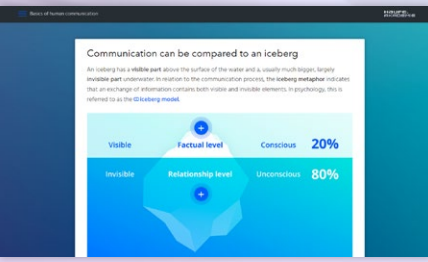 Basics of human communication
HAUFE.
AKADEMIE
Communication can be compared to an iceberg
An iceberg has a visible part above the surface of the water and a, usually much bigger, largely
invisible part underwater. In relation to the communication process, the iceberg metaphor indicates
that an exchange of information contains both visible and invisible elements. In psychology, this is
referred to as the GI Iceberg model.
Visible Factual level Conscious 20%
Invisible Relationship level Unconscious 80%